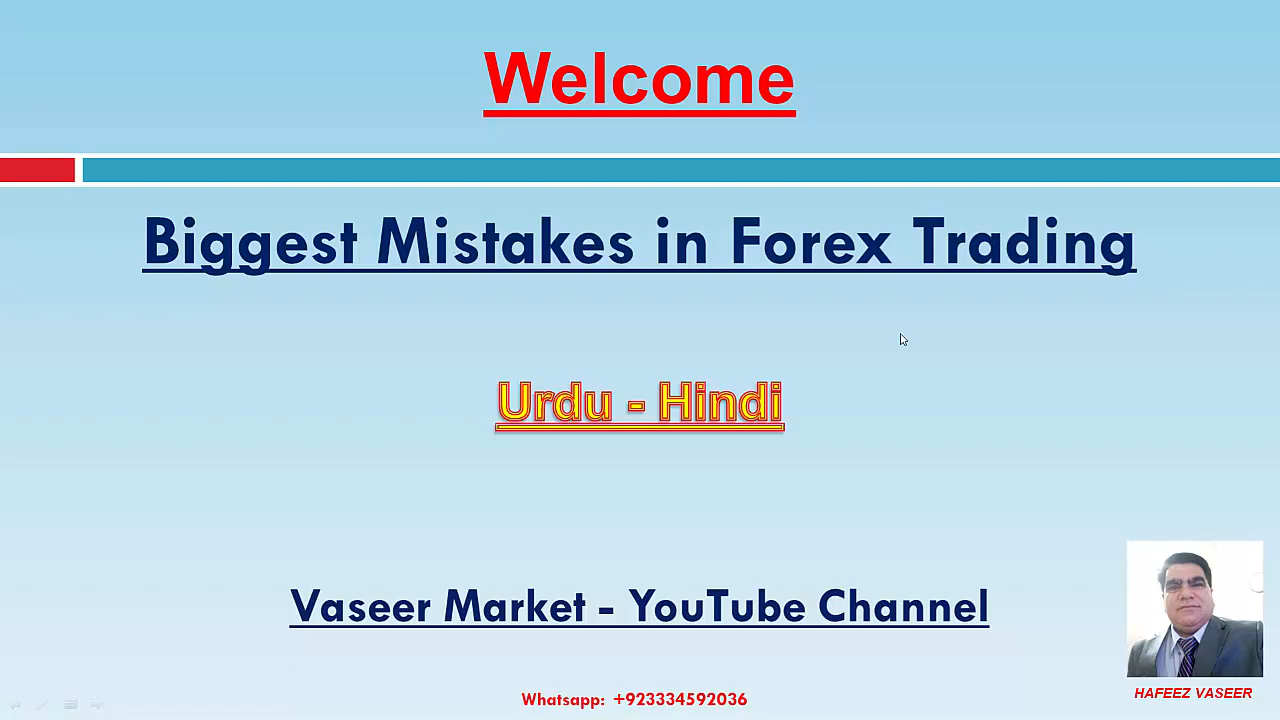 Welcome
Biggest Mistakes in Forex Trading
Urdu - Hindi
Vaseer Market - YouTube Channel
Whatsapp: +923334592036
HAFEEZ VASEER